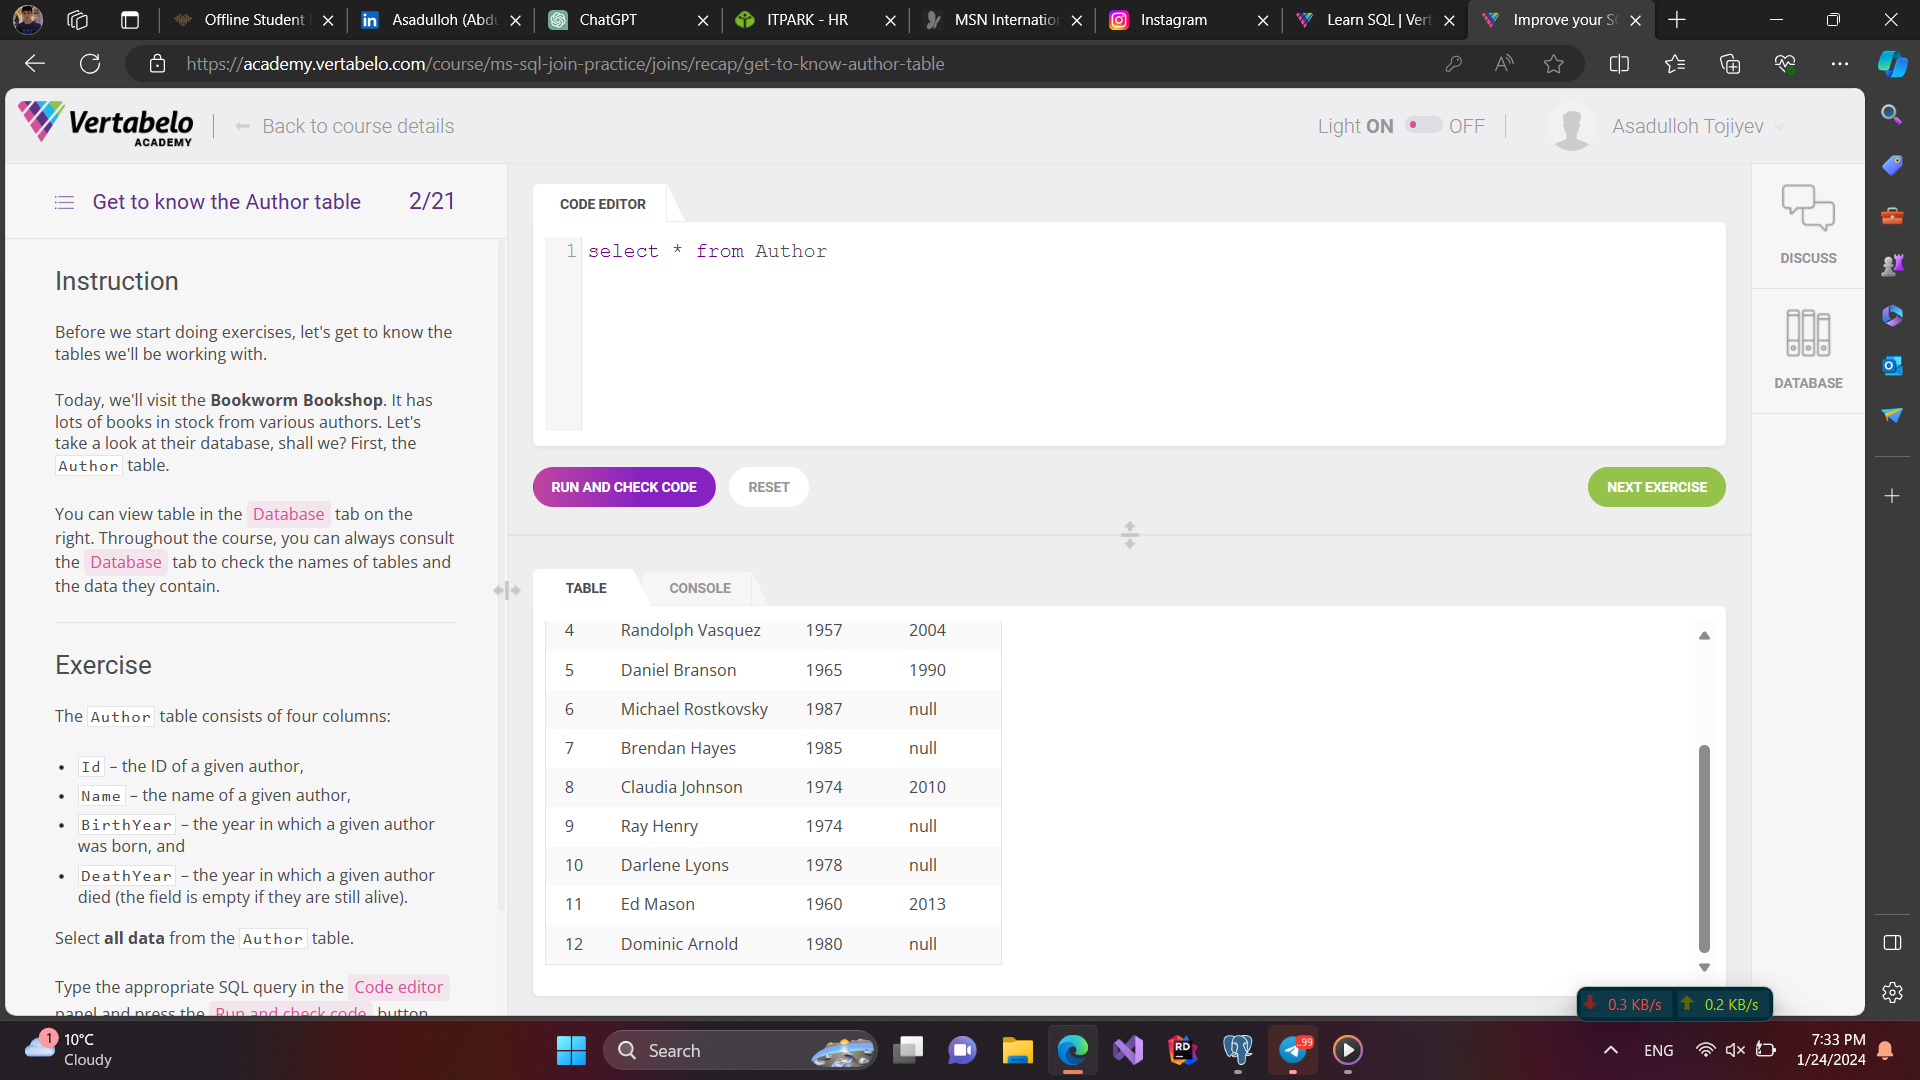 Offline Student
Asadulloh (Abdu
ChatGPT
ITPARK - HR
MSN Internatio
Instagram
Learn SQL | Vert
Improve your SQ
https://academy.vertabelo.com/course/ms-sql-join-practice/joins/recap/get-to-know-author-table
Vertabelo
ACADEMY
Back to course details
Light ON OFF
Asadulloh Tojiyev
Get to know the Author table 2/21
Instruction
Before we start doing exercises, let's get to know the
tables we'll be working with.
Today, we'll visit the Bookworm Bookshop. It has
lots of books in stock from various authors. Let's
take a look at their database, shall we? First, the
Author table.
You can view table in the Database tab on the
right. Throughout the course, you can always consult
the Database tab to check the names of tables and
the data they contain.
Exercise
The Author table consists of four columns:
• Id – the ID of a given author,
• Name – the name of a given author,
• BirthYear – the year in which a given author
was born, and
• DeathYear – the year in which a given author
died (the field is empty if they are still alive).
Select all data from the Author table.
Type the appropriate SQL query in the Code editor
panel and press the Run and check code button
CODE EDITOR
1 select * from Author
RUN AND CHECK CODE
RESET
NEXT EXERCISE
TABLE
CONSOLE
4 Randolph Vasquez 1957 2004
5 Daniel Branson 1965 1990
6 Michael Rostkovsky 1987 null
7 Brendan Hayes 1985 null
8 Claudia Johnson 1974 2010
9 Ray Henry 1974 null
10 Darlene Lyons 1978 null
11 Ed Mason 1960 2013
12 Dominic Arnold 1980 null
DISCUSS
DATABASE
0.3 KB/s
0.2 KB/s
1
10°C
Cloudy
Search
RD
99
ENG
7:33 PM
1/24/2024